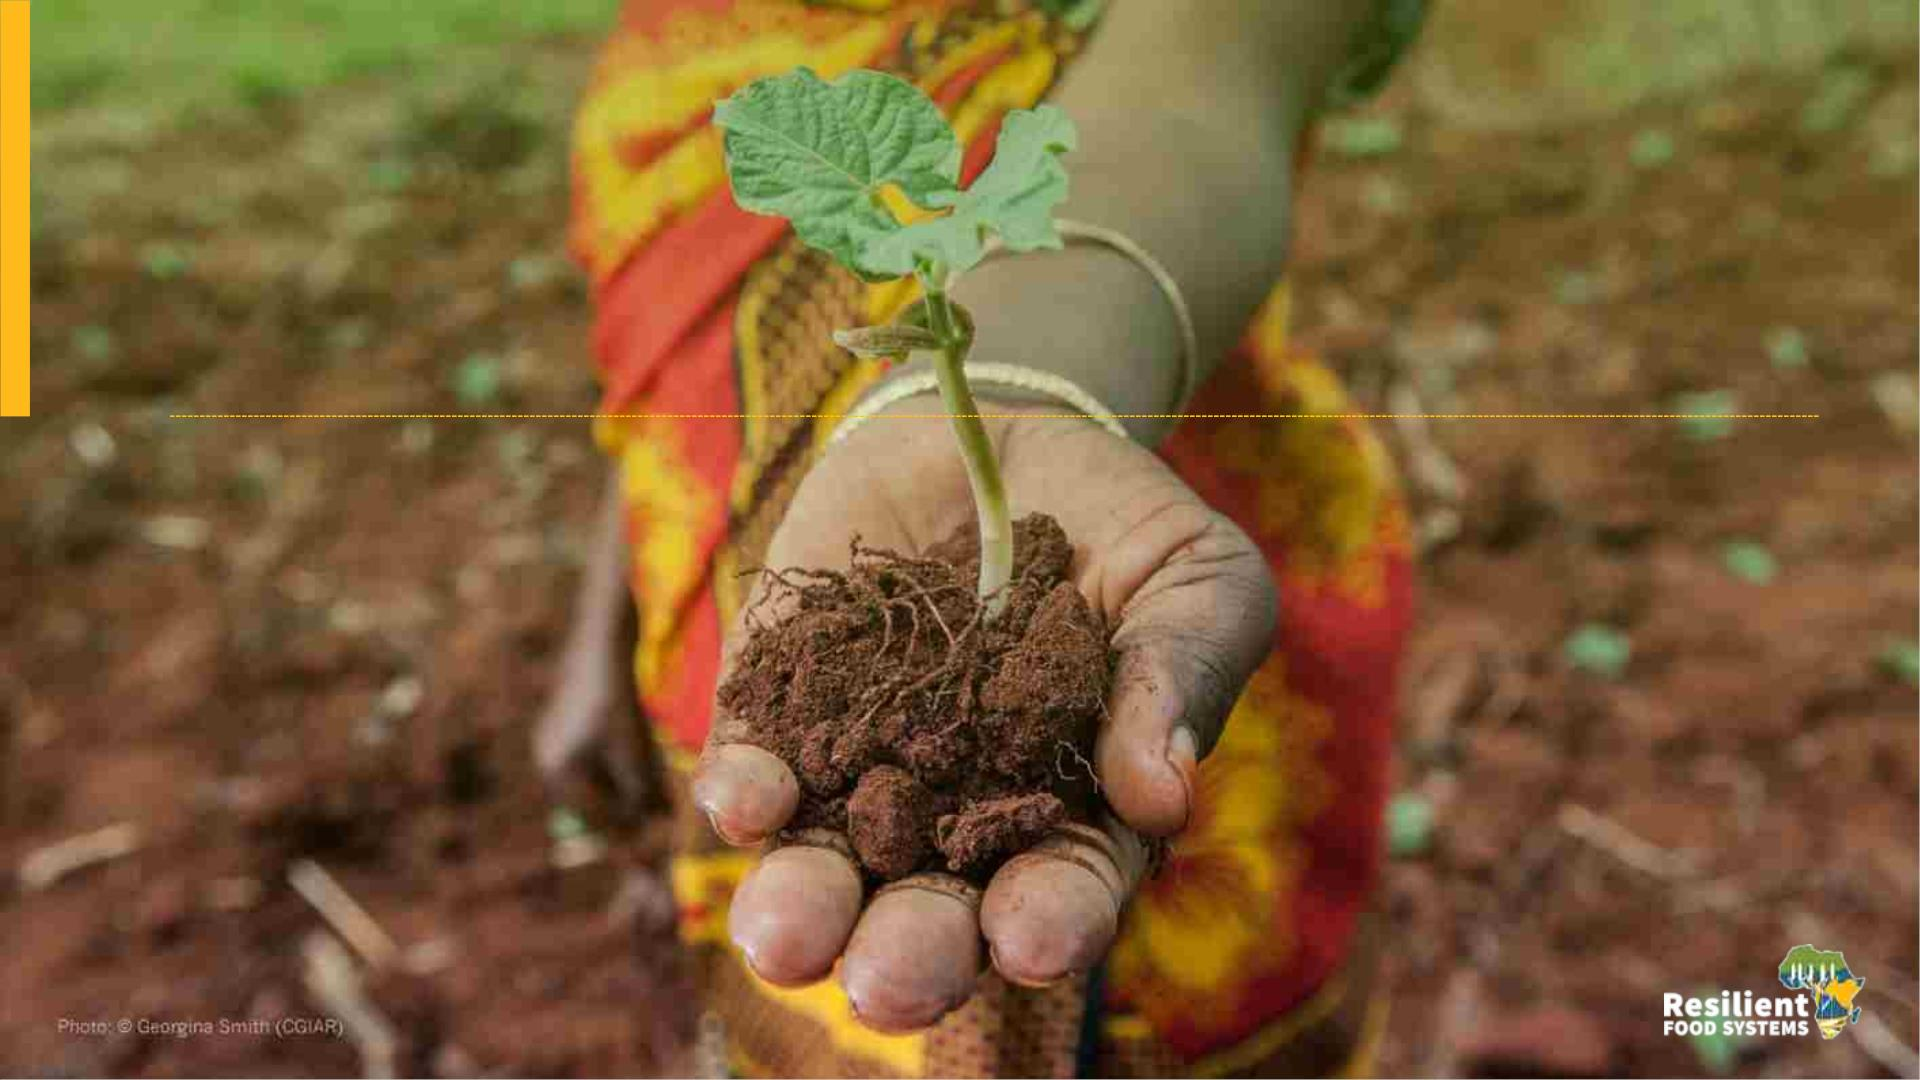 Photo: © Georgina Smith (CGIAR)
Resilient
FOOD SYSTEMS